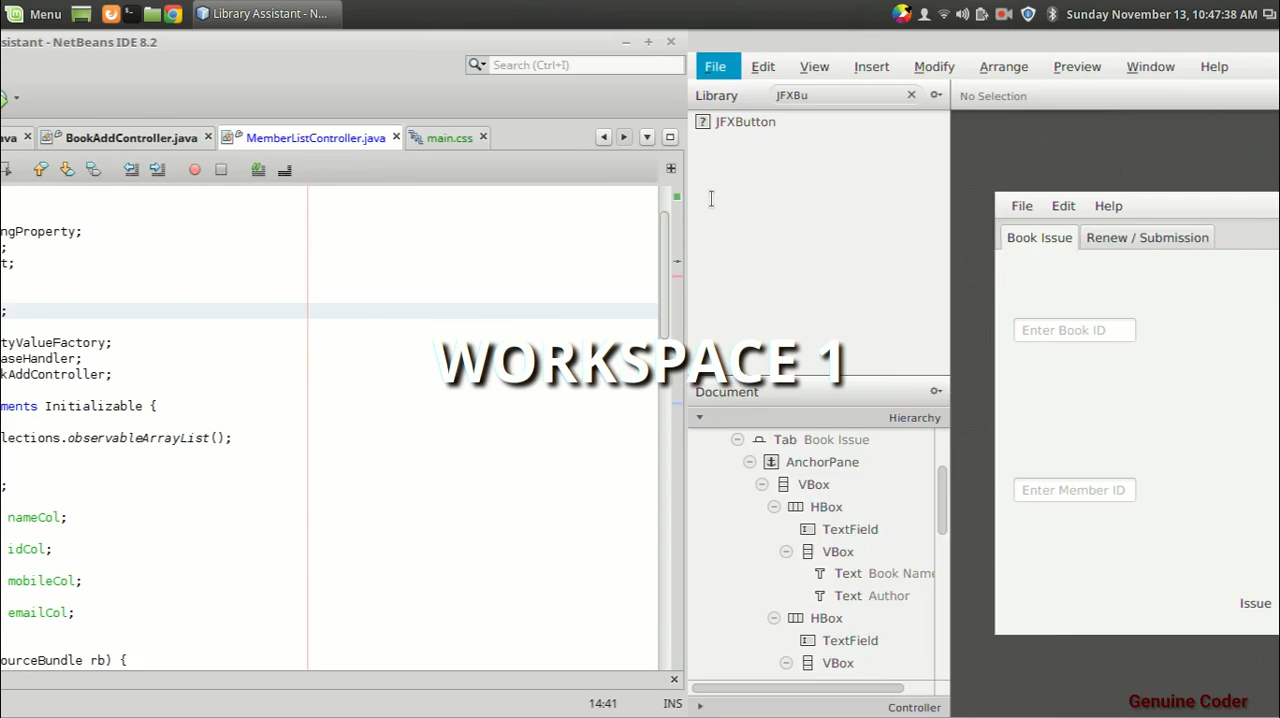 Menu
Library Assistant - N...
Sunday November 13, 10:47:38 AM
sistant - NetBeans IDE 8.2
Search (Ctrl+I)
File Edit View Insert Modify Arrange Preview Window Help
Library
JFXBu
No Selection
JFXButton
ava
BookAddController.java
MemberListController.java
main.css
ngProperty;
;
t;
;
tyValueFactory;
aseHandler;
kAddController;
ments Initializable {
lections.observableArrayList();
;
nameCol;
idCol;
mobileCol;
emailCol;
ourceBundle rb) {
WORKSPACE 1
14:41
INS
Document
Hierarchy
Tab Book Issue
AnchorPane
VBox
HBox
TextField
VBox
Text Book Name
Text Author
HBox
TextField
VBox
Controller
File Edit Help
Book Issue
Renew / Submission
Enter Book ID
Enter Member ID
Issue
Genuine Coder